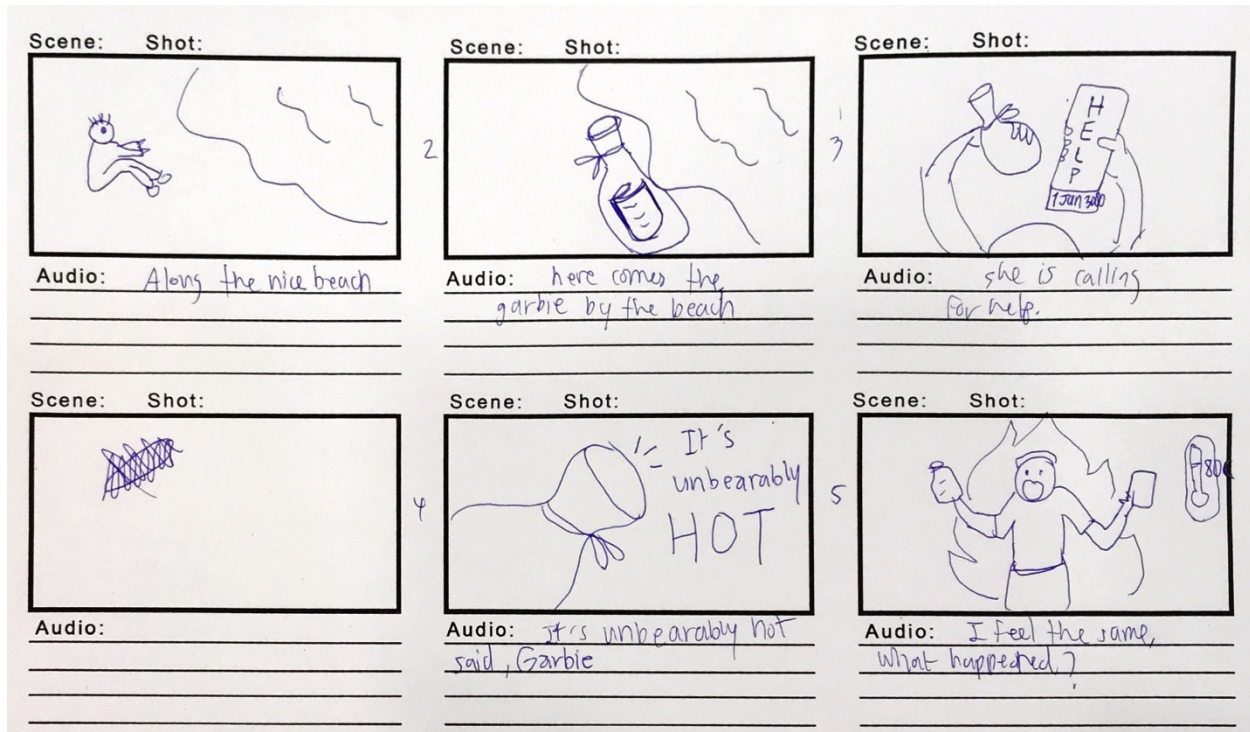 Scene: Shot:
Audio: Along the nice beach
2
Scene: Shot:
Audio: here comes the
garbie by the beach
3
Scene: Shot:
H
E
L
P
1 Jun 3000
Audio: she is calling
for help.
Scene: Shot:
Audio:
4
Scene: Shot:
It's
unbearably
HOT
Audio: It's unbearably hot
said, Garbie
5
Scene: Shot:
80
Audio: I feel the same,
what happened?